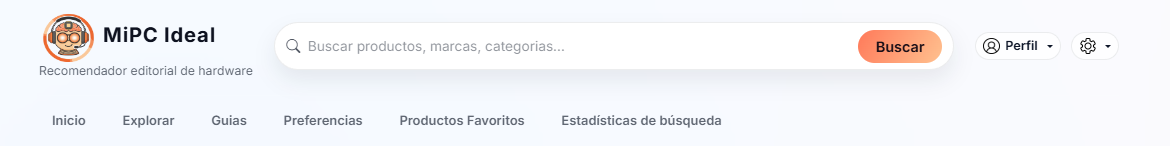 MiPC Ideal
Recomendador editorial de hardware
Buscar productos, marcas, categorias...
Buscar
Perfil
Inicio Explorar Guias Preferencias Productos Favoritos Estadísticas de búsqueda